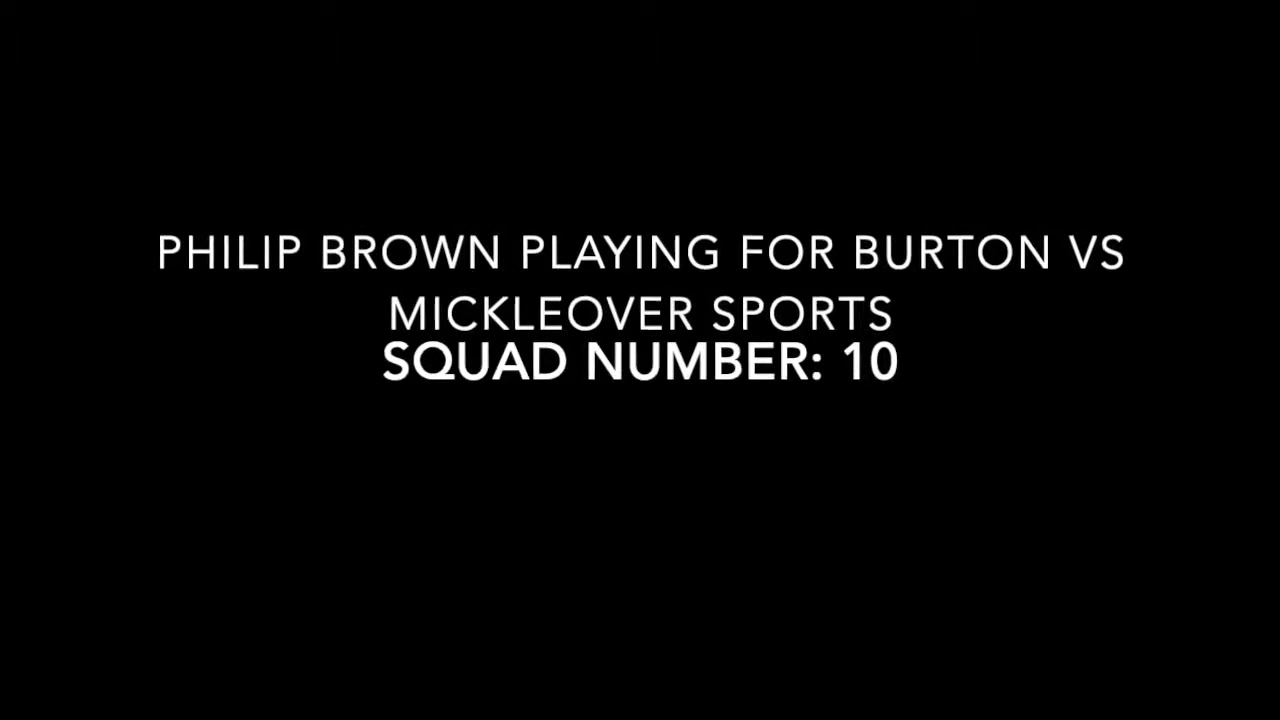 PHILIP BROWN PLAYING FOR BURTON VS
MICKLEOVER SPORTS
SQUAD NUMBER: 10